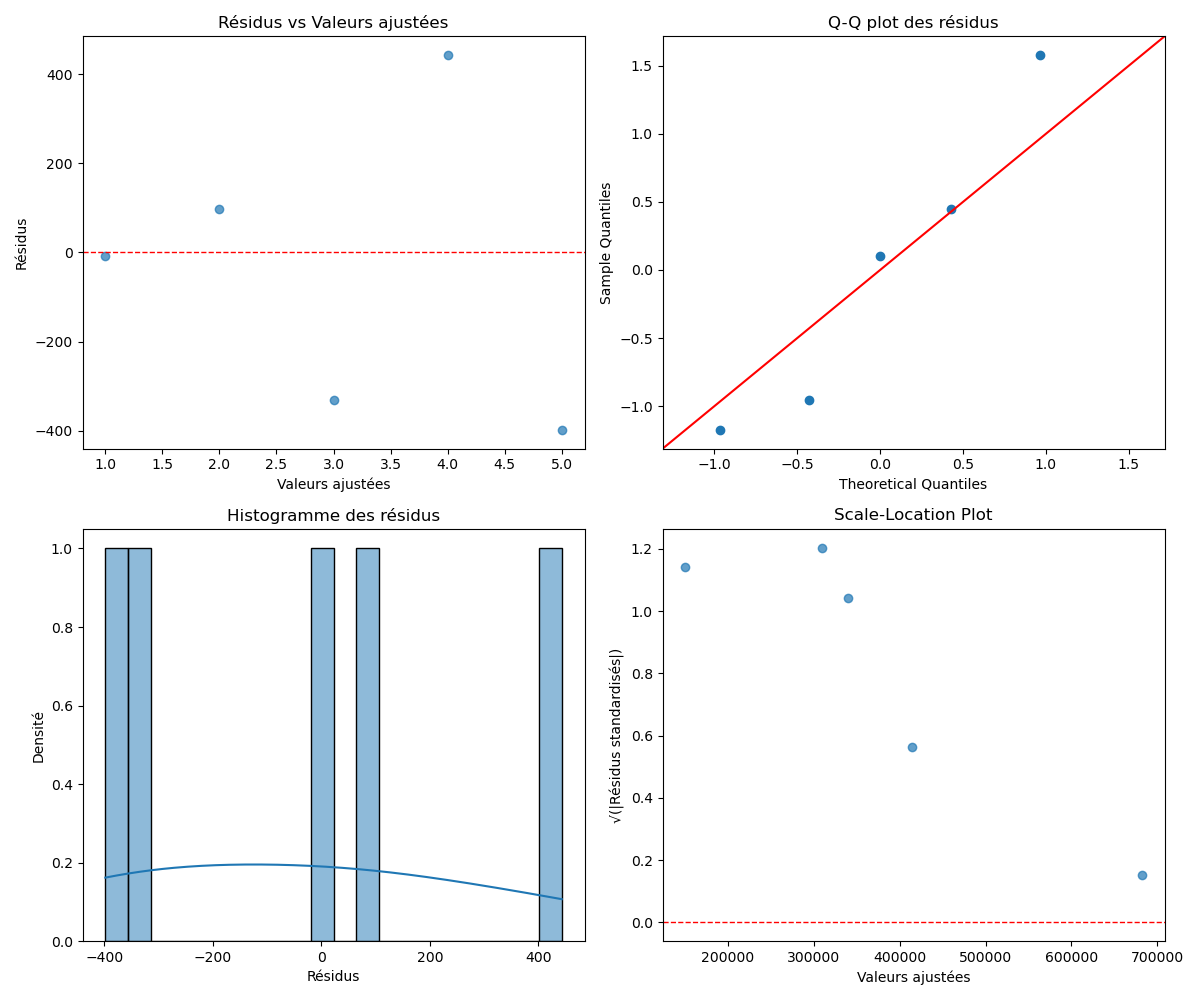 Résidus vs Valeurs ajustées
400
200
0
−200
−400
Résidus
1.0 1.5 2.0 2.5 3.0 3.5 4.0 4.5 5.0
Valeurs ajustées
Q-Q plot des résidus
1.5
1.0
0.5
0.0
−0.5
−1.0
Sample Quantiles
−1.0 −0.5 0.0 0.5 1.0 1.5
Theoretical Quantiles
Histogramme des résidus
1.0
0.8
0.6
0.4
0.2
0.0
Densité
−400 −200 0 200 400
Résidus
Scale-Location Plot
1.2
1.0
0.8
0.6
0.4
0.2
0.0
√(|Résidus standardisés|)
200000 300000 400000 500000 600000 700000
Valeurs ajustées